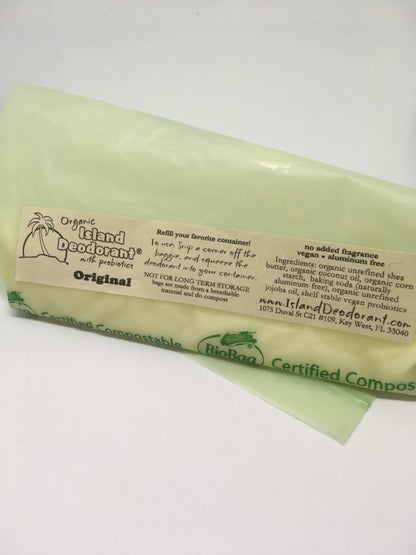 Organic
Island
Deodorant®
with probiotics
Original
Refill your favorite container!
To use: Snip a corner off the
baggie, and squeeze the
deodorant into your container.
NOT FOR LONG TERM STORAGE
bags are made from a breathable
material and do compost
no added fragrance
vegan • aluminum free
Ingredients: organic unrefined shea
butter, organic coconut oil, organic corn
starch, baking soda (naturally
aluminum free), organic unrefined
jojoba oil, shelf stable vegan probiotics
www.IslandDeodorant.com
1075 Duval St C21 #109, Key West, FL 33040
Certified Compostable
BioBag
Certified Compos